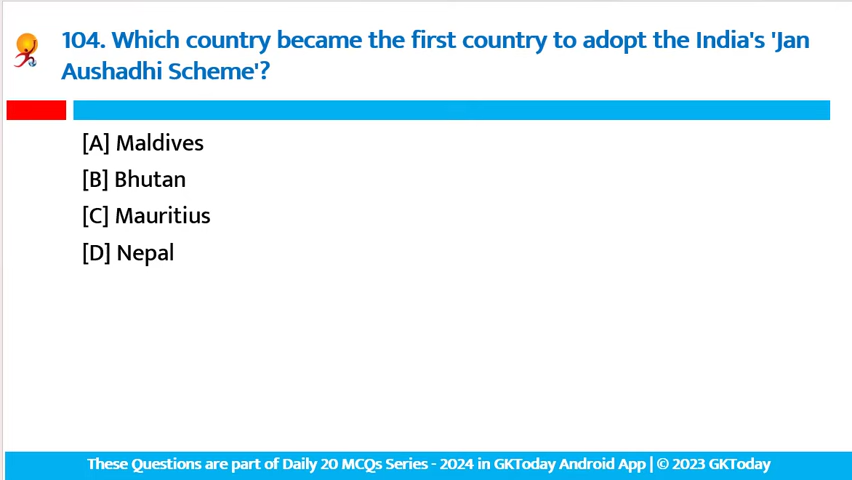 104. Which country became the first country to adopt the India's 'Jan
Aushadhi Scheme'?
[A] Maldives
[B] Bhutan
[C] Mauritius
[D] Nepal
These Questions are part of Daily 20 MCQs Series - 2024 in GKToday Android App | © 2023 GKToday